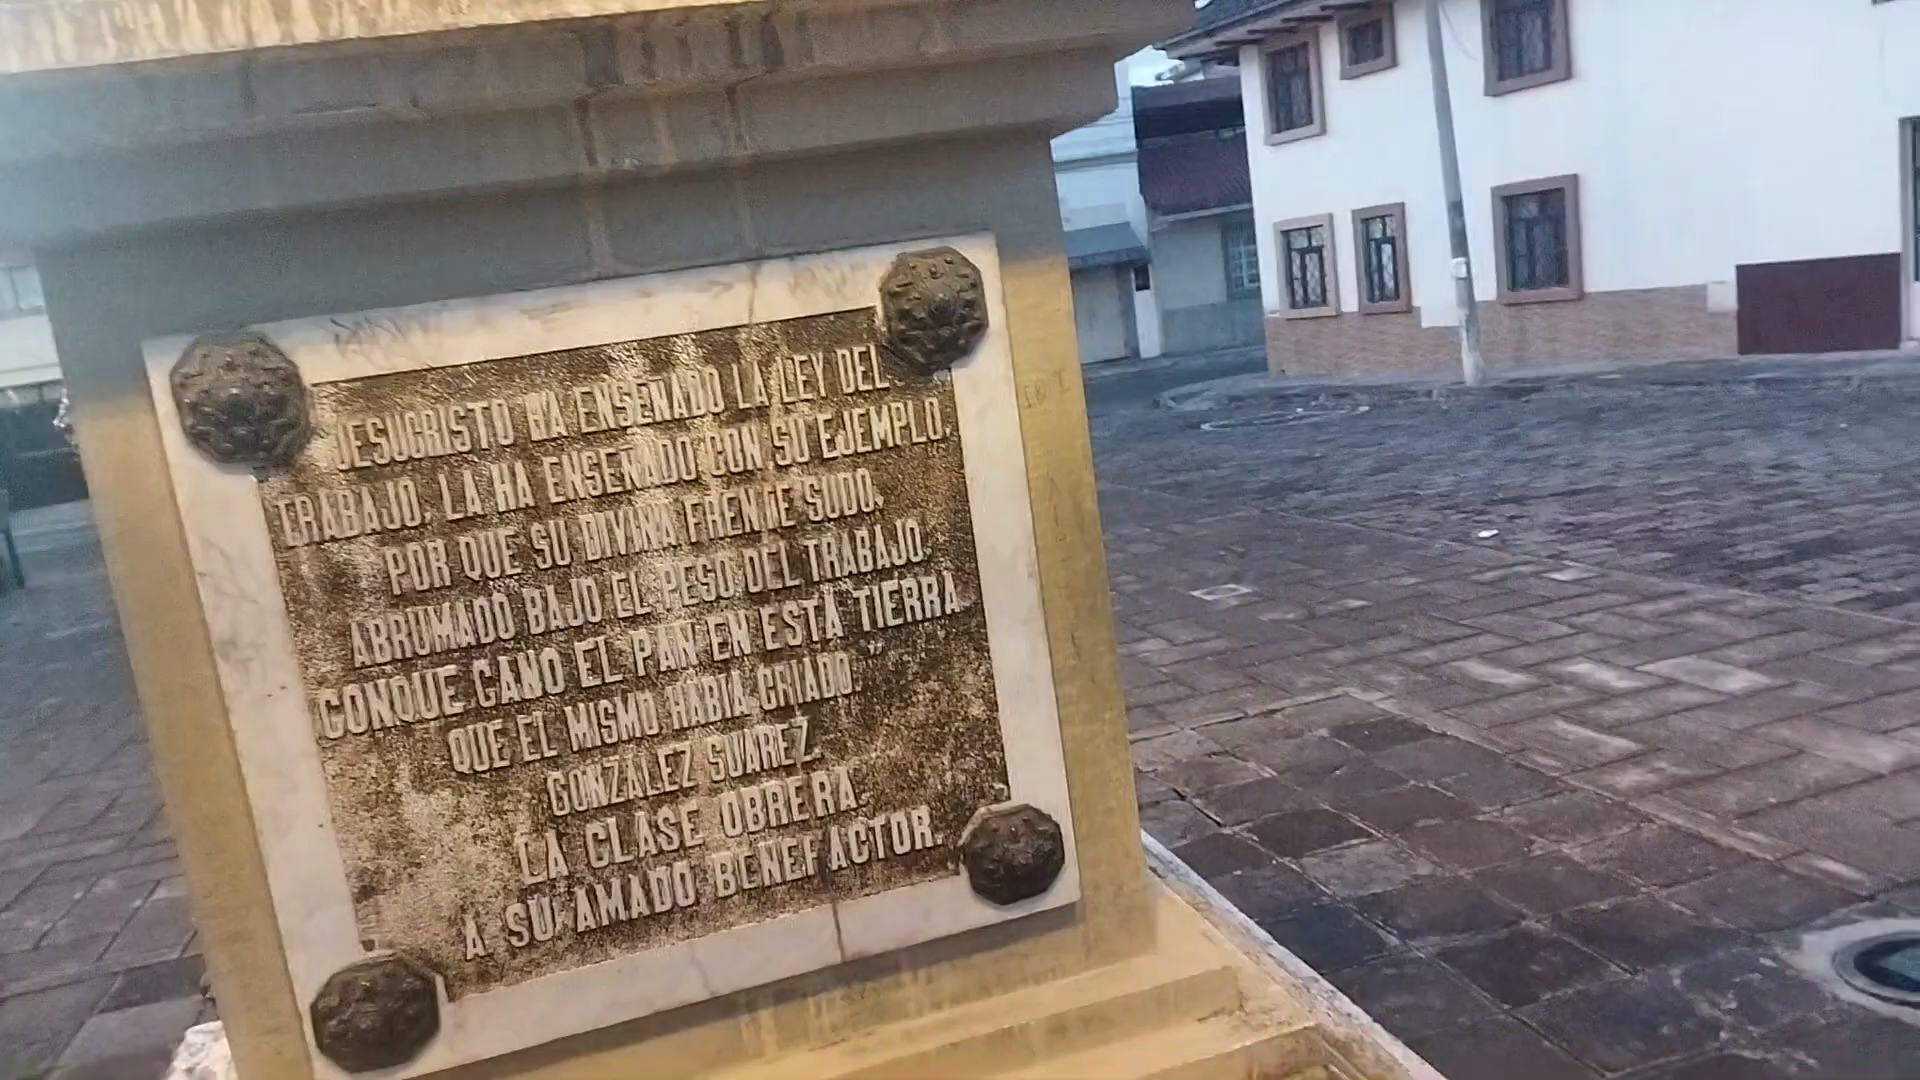 JESUCRISTO HA ENSEÑADO LA LEY DEL
TRABAJO, LA HA ENSEÑADO CON SU EJEMPLO,
POR QUE SU DIVINA FRENTE SUDO,
ABRUMADO BAJO EL PESO DEL TRABAJO,
CONQUE GANO EL PAN EN ESTA TIERRA
QUE EL MISMO HABIA CRIADO."
GONZALEZ SUAREZ
LA CLASE OBRERA
A SU AMADO BENEFACTOR.